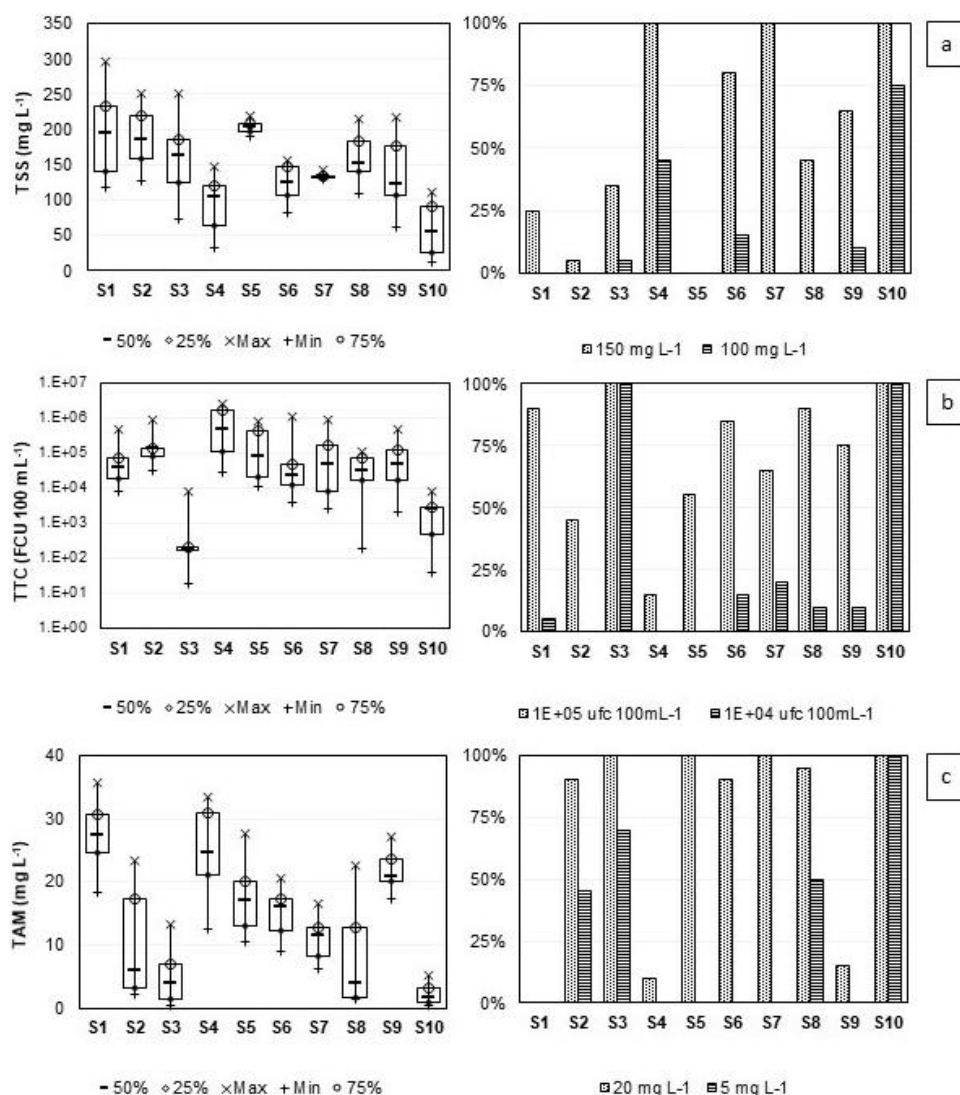 350
300
250
200
150
100
50
0
TSS (mg L-1)
S1 S2 S3 S4 S5 S6 S7 S8 S9 S10
50% 25% Max Min 75%
100%
75%
50%
25%
0%
S1 S2 S3 S4 S5 S6 S7 S8 S9 S10
150 mg L-1 100 mg L-1
a
1.E+07
1.E+06
1.E+05
1.E+04
1.E+03
1.E+02
1.E+01
1.E+00
TTC (FCU 100 mL-1)
S1 S2 S3 S4 S5 S6 S7 S8 S9 S10
50% 25% Max Min 75%
100%
75%
50%
25%
0%
S1 S2 S3 S4 S5 S6 S7 S8 S9 S10
1E+05 ufc 100mL-1 1E+04 ufc 100mL-1
b
40
30
20
10
0
TAM (mg L-1)
S1 S2 S3 S4 S5 S6 S7 S8 S9 S10
50% 25% Max Min 75%
100%
75%
50%
25%
0%
S1 S2 S3 S4 S5 S6 S7 S8 S9 S10
20 mg L-1 5 mg L-1
c